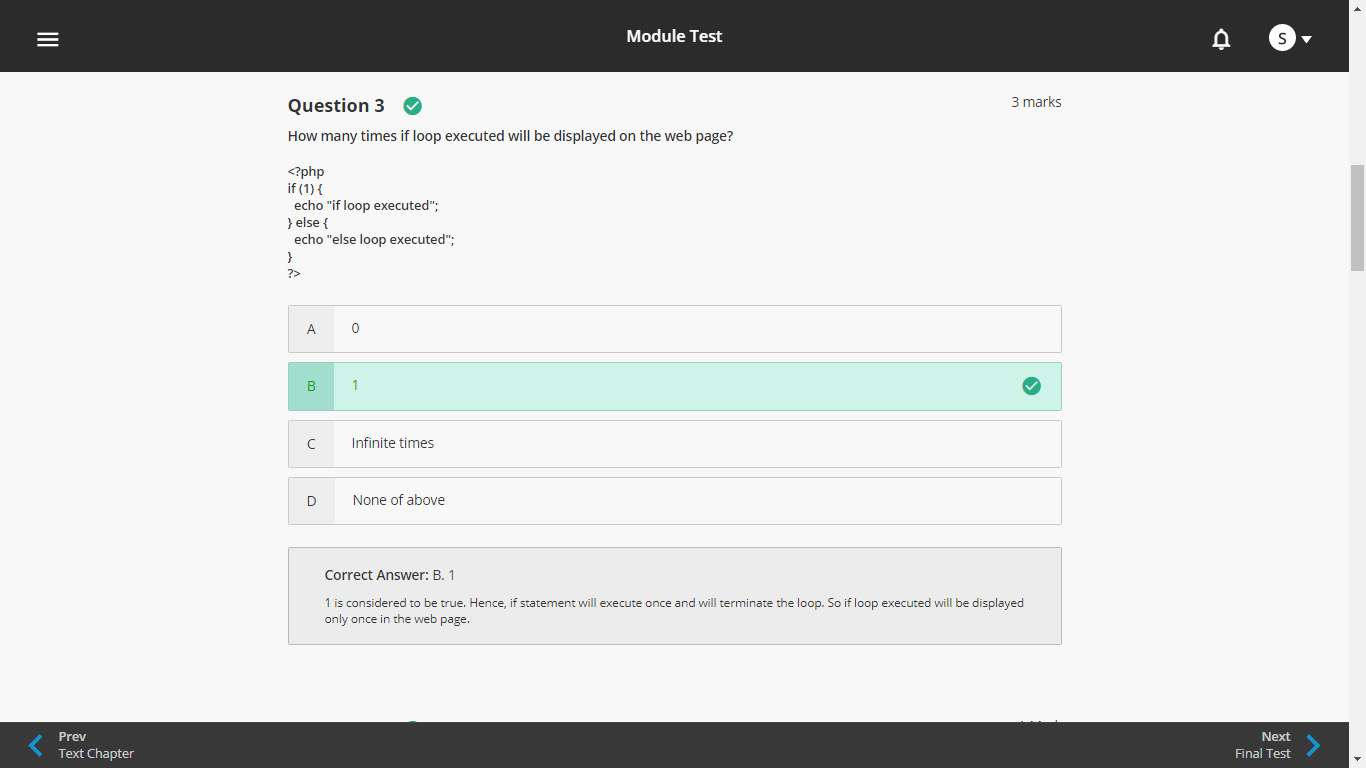 Module Test
S
Question 3
3 marks
How many times if loop executed will be displayed on the web page?
<?php
if (1) {
echo "if loop executed";
} else {
echo "else loop executed";
}
?>
A 0
B 1
C Infinite times
D None of above
Correct Answer: B. 1
1 is considered to be true. Hence, if statement will execute once and will terminate the loop. So if loop executed will be displayed
only once in the web page.
Prev
Text Chapter
Next
Final Test